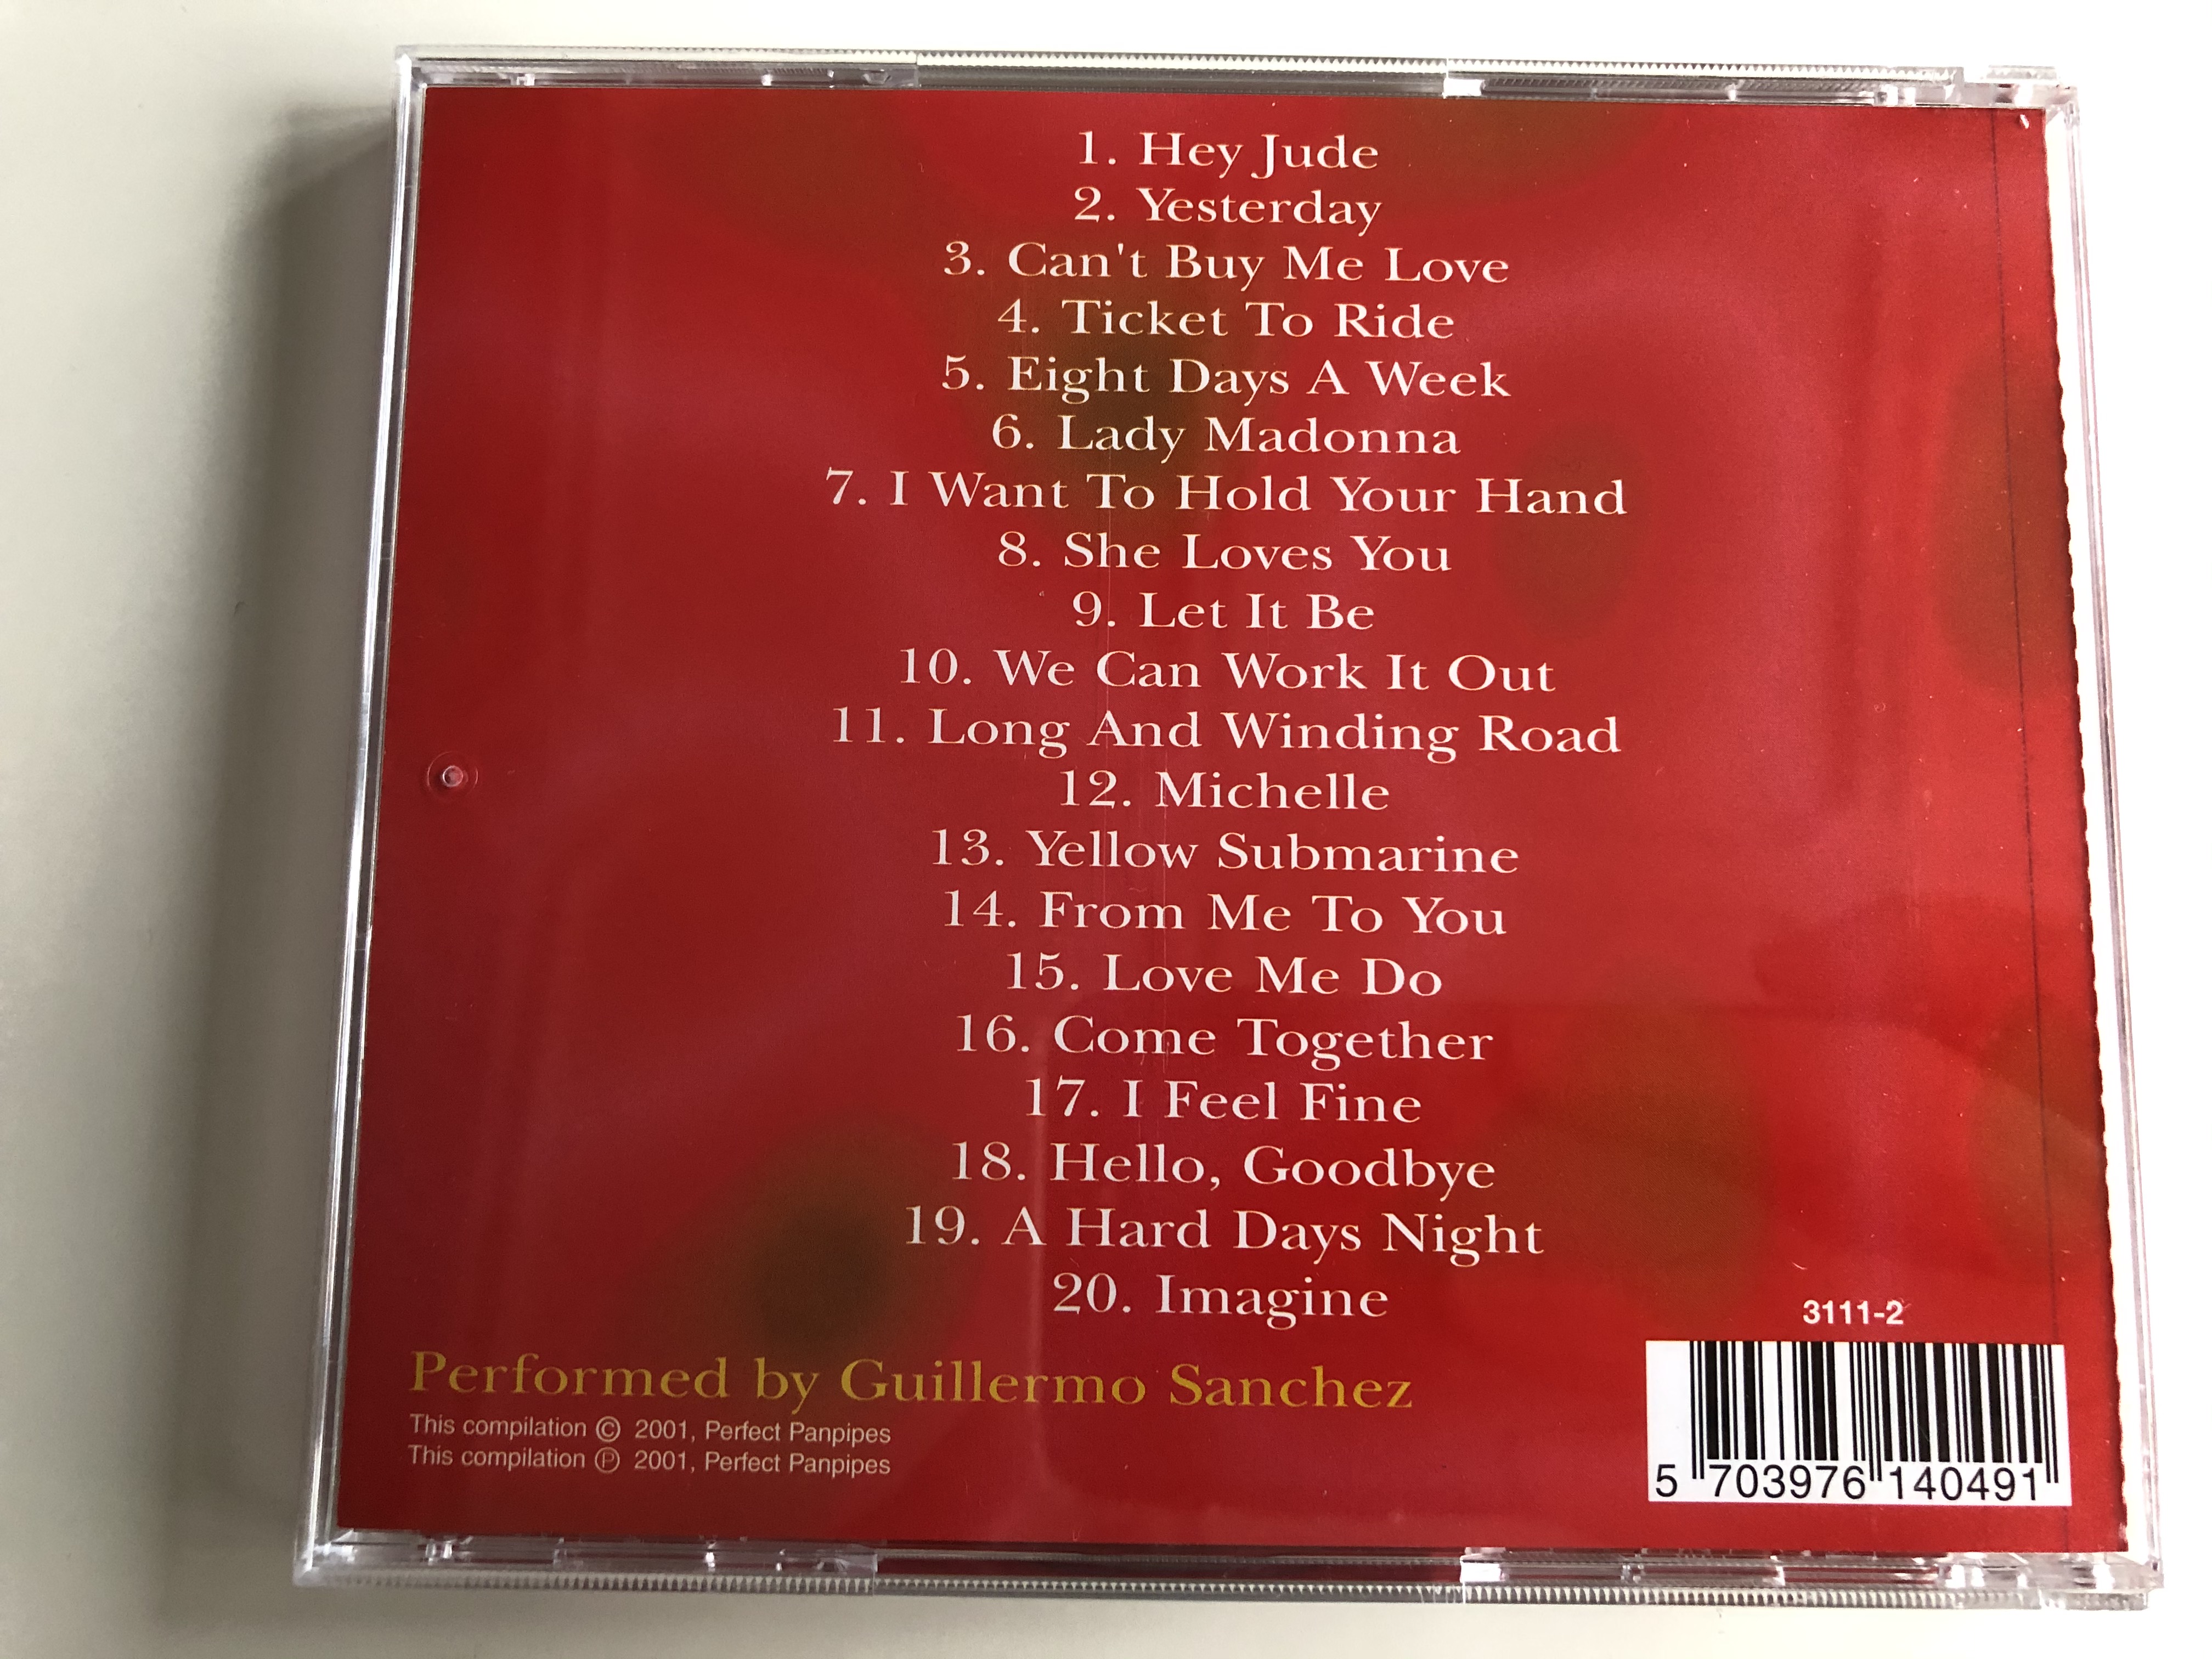 1. Hey Jude
2. Yesterday
3. Can't Buy Me Love
4. Ticket To Ride
5. Eight Days A Week
6. Lady Madonna
7. I Want To Hold Your Hand
8. She Loves You
9. Let It Be
10. We Can Work It Out
11. Long And Winding Road
12. Michelle
13. Yellow Submarine
14. From Me To You
15. Love Me Do
16. Come Together
17. I Feel Fine
18. Hello, Goodbye
19. A Hard Days Night
20. Imagine
Performed by Guillermo Sanchez
This compilation © 2001, Perfect Panpipes
This compilation ℗ 2001, Perfect Panpipes
3111-2
5 703976 140491